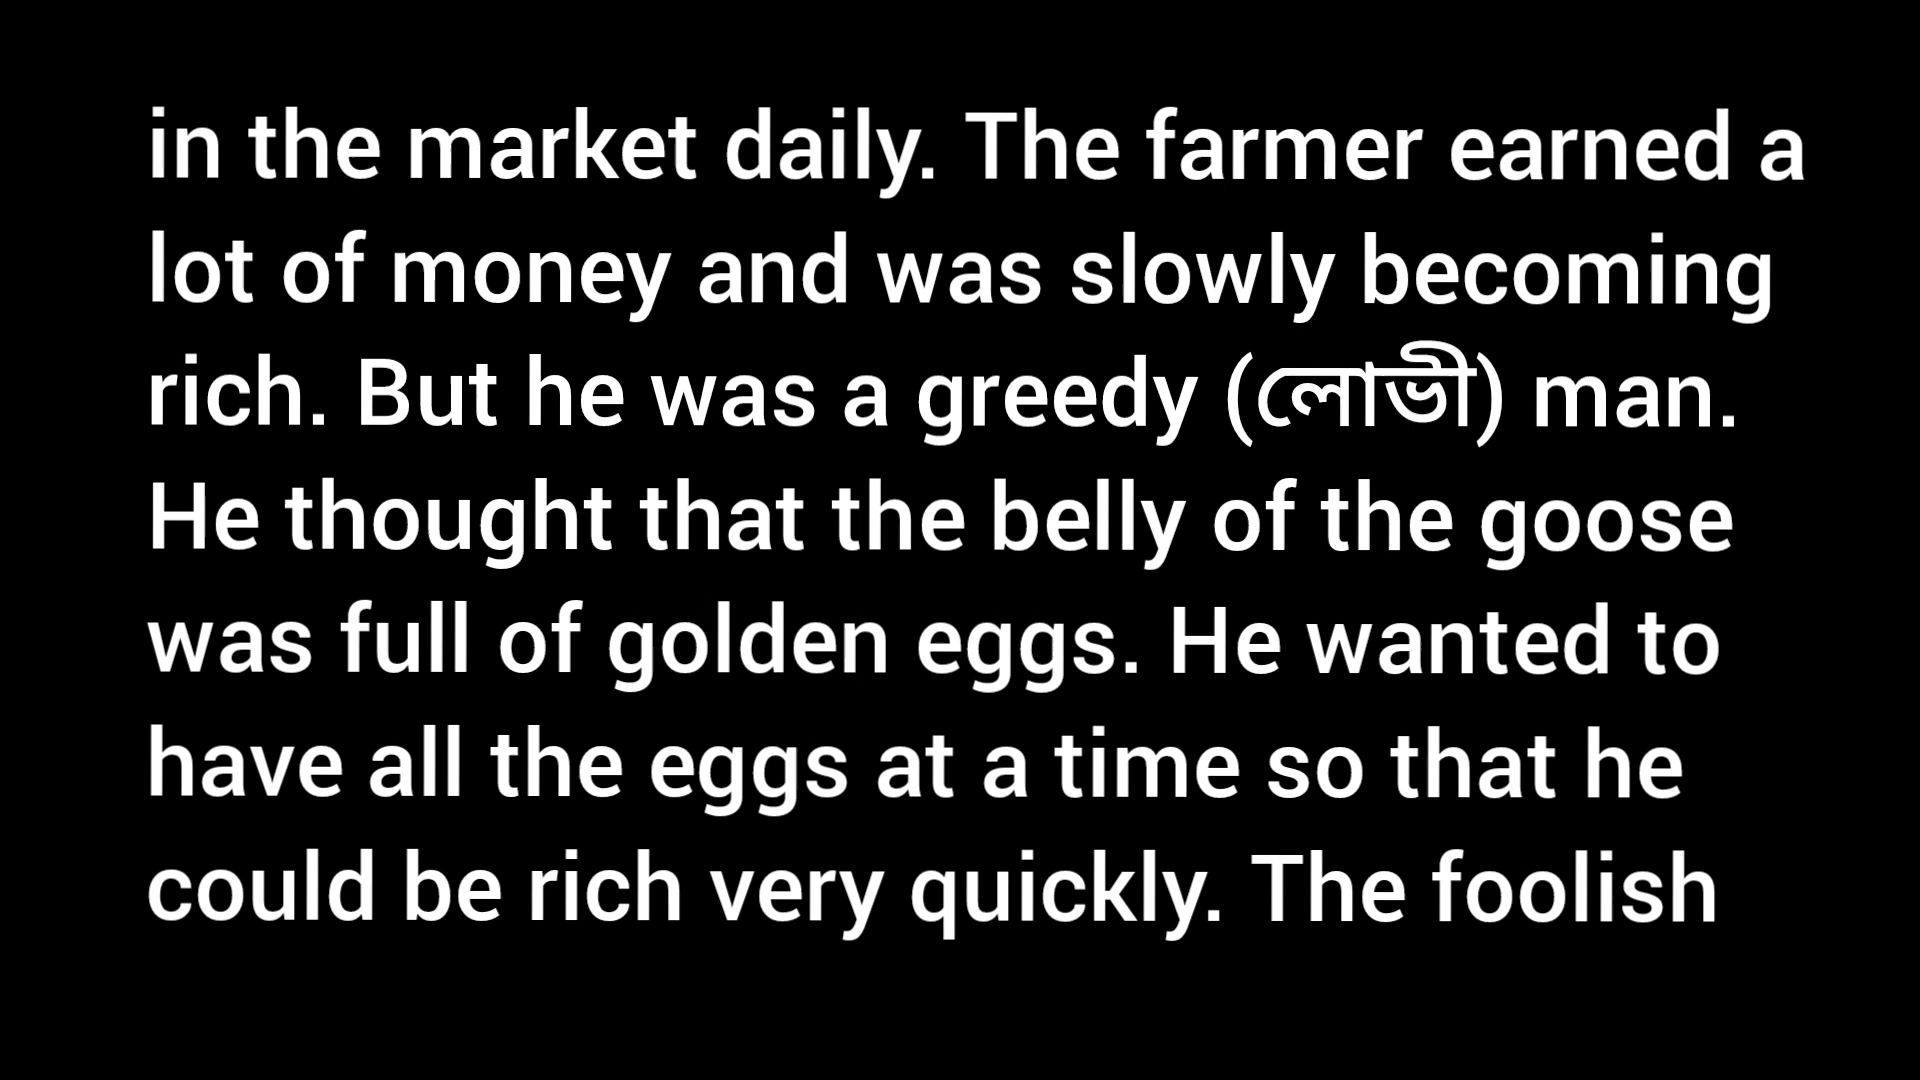 in the market daily. The farmer earned a
lot of money and was slowly becoming
rich. But he was a greedy (লোভী) man.
He thought that the belly of the goose
was full of golden eggs. He wanted to
have all the eggs at a time so that he
could be rich very quickly. The foolish